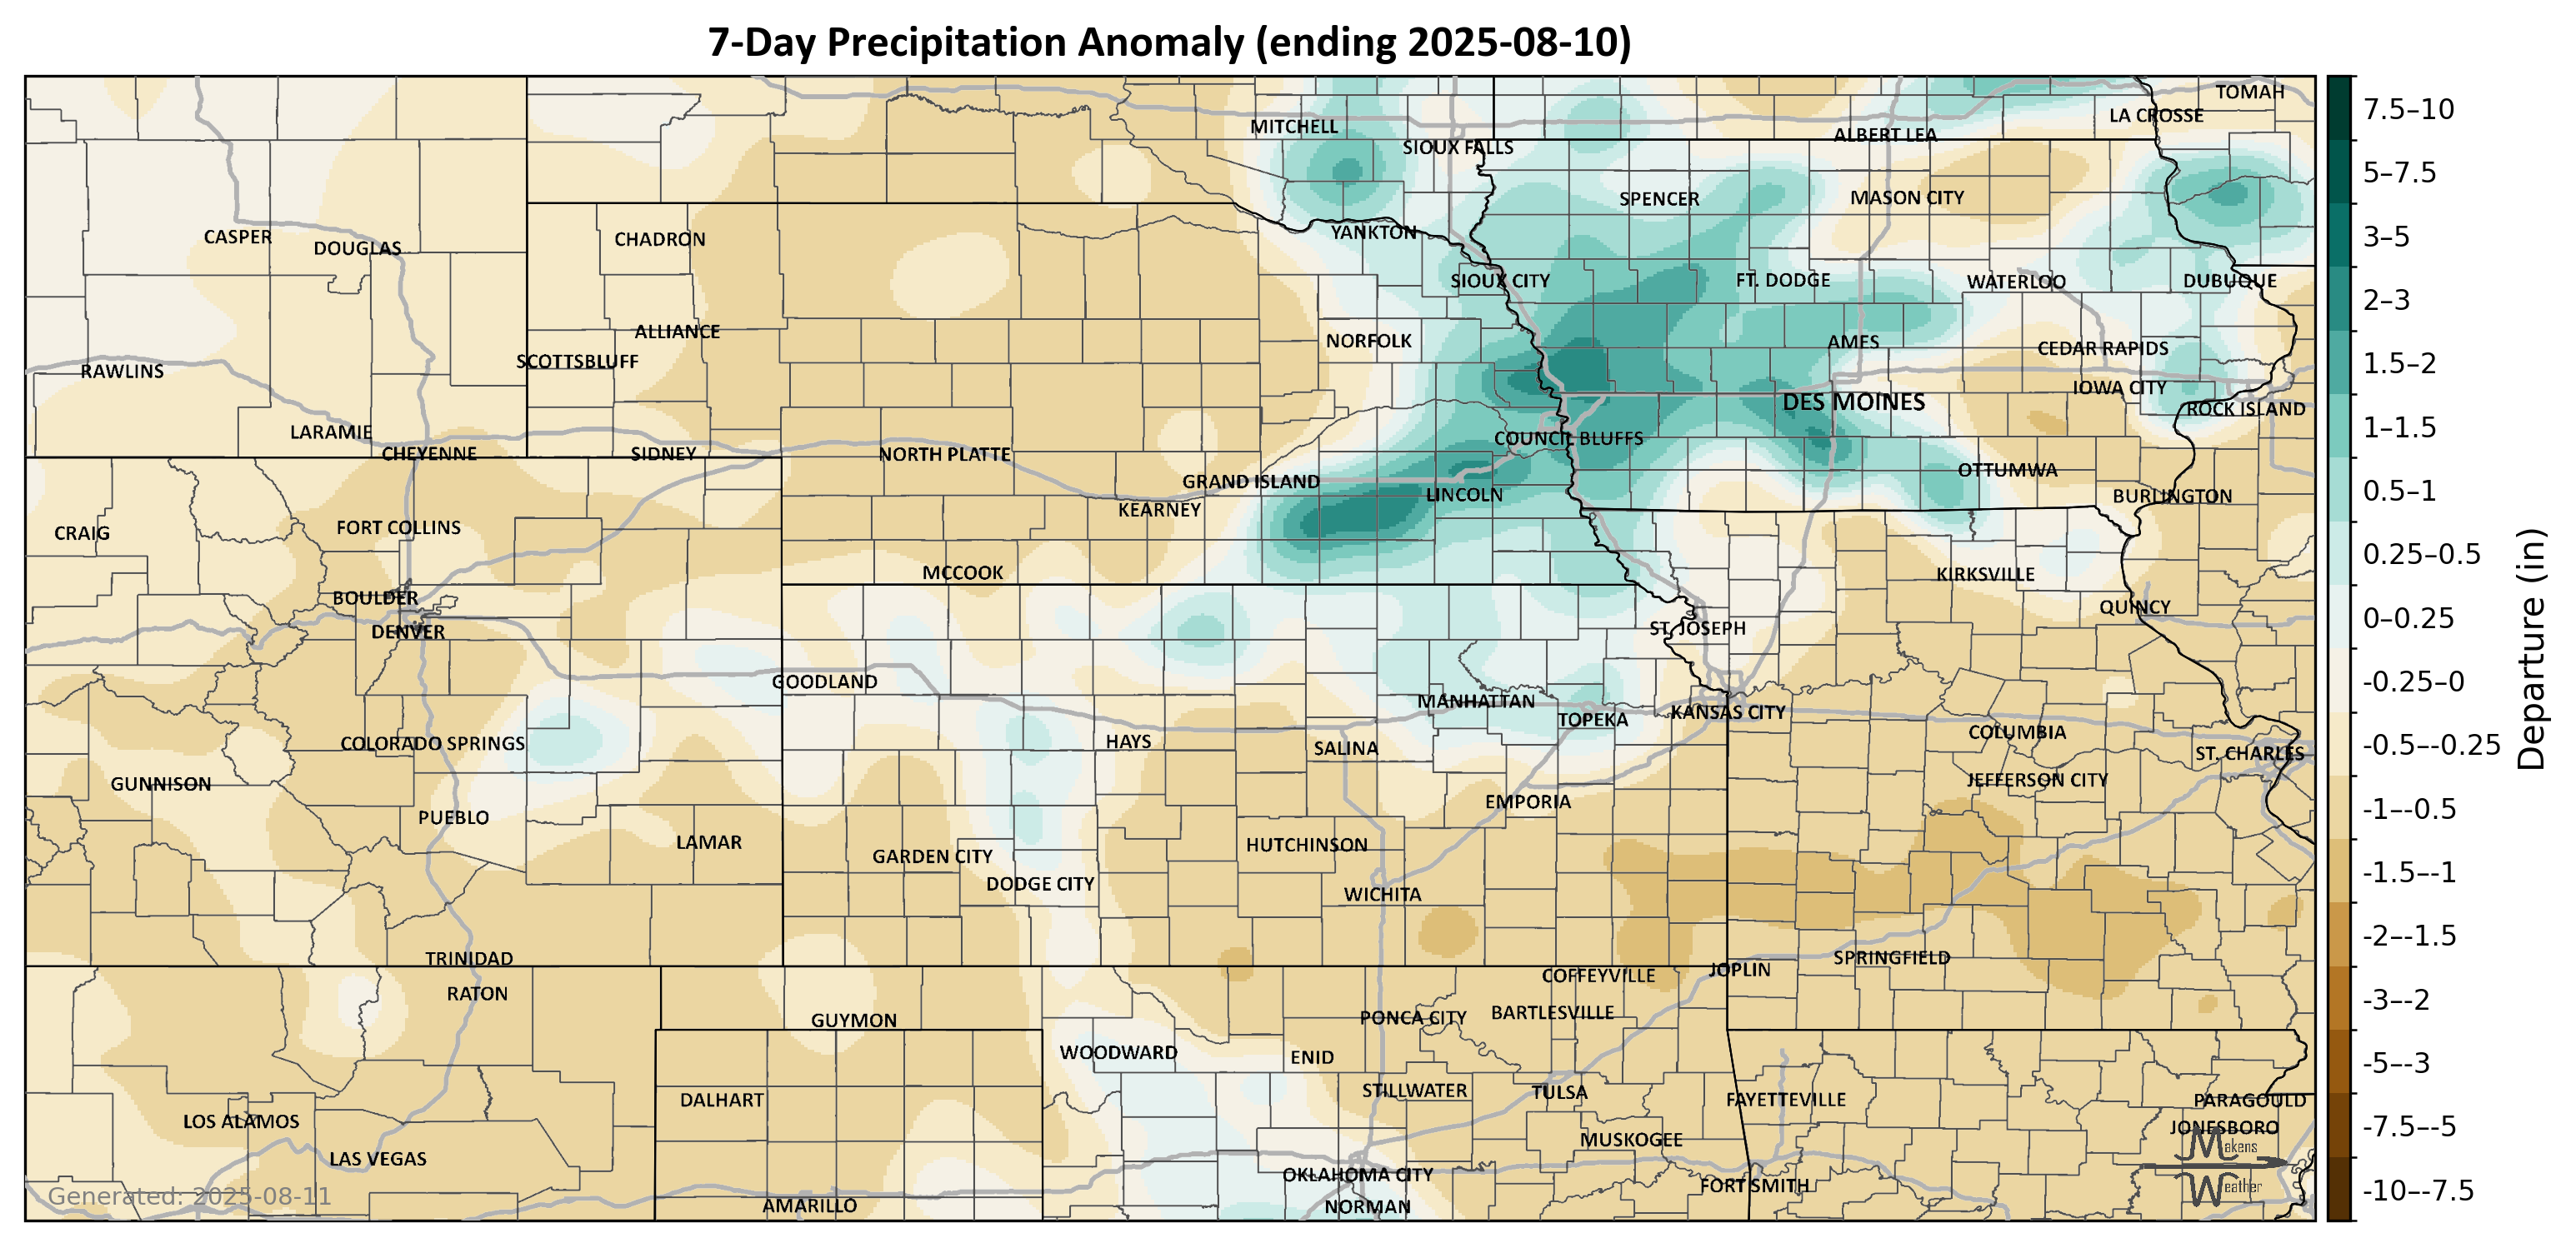 7-Day Precipitation Anomaly (ending 2025-08-10)
TOMAH
LA CROSSE
MITCHELL
ALBERT LEA
SIOUX FALLS
SPENCER
MASON CITY
YANKTON
CASPER
DOUGLAS
CHADRON
SIOUX CITY
FT. DODGE
WATERLOO
DUBUQUE
ALLIANCE
NORFOLK
AMES
CEDAR RAPIDS
SCOTTSBLUFF
RAWLINS
IOWA CITY
DES MOINES
ROCK ISLAND
LARAMIE
COUNCIL BLUFFS
CHEYENNE
SIDNEY
NORTH PLATTE
OTTUMWA
GRAND ISLAND
LINCOLN
BURLINGTON
KEARNEY
CRAIG
FORT COLLINS
MCCOOK
KIRKSVILLE
BOULDER
QUINCY
DENVER
ST. JOSEPH
GOODLAND
MANHATTAN
TOPEKA
KANSAS CITY
COLUMBIA
COLORADO SPRINGS
HAYS
SALINA
ST. CHARLES
GUNNISON
JEFFERSON CITY
EMPORIA
PUEBLO
LAMAR
HUTCHINSON
GARDEN CITY
DODGE CITY
WICHITA
TRINIDAD
SPRINGFIELD
JOPLIN
COFFEYVILLE
RATON
GUYMON
PONCA CITY
BARTLESVILLE
WOODWARD
ENID
STILLWATER
TULSA
DALHART
FAYETTEVILLE
PARAGOULD
LOS ALAMOS
JONESBORO
MUSKOGEE
LAS VEGAS
OKLAHOMA CITY
FORT SMITH
AMARILLO
NORMAN
Generated: 2025-08-11
Makens
Weather
7.5–10
5–7.5
3–5
2–3
1.5–2
1–1.5
0.5–1
0.25–0.5
0–0.25
-0.25–0
-0.5–-0.25
-1–-0.5
-1.5–-1
-2–-1.5
-3–-2
-5–-3
-7.5–-5
-10–-7.5
Departure (in)